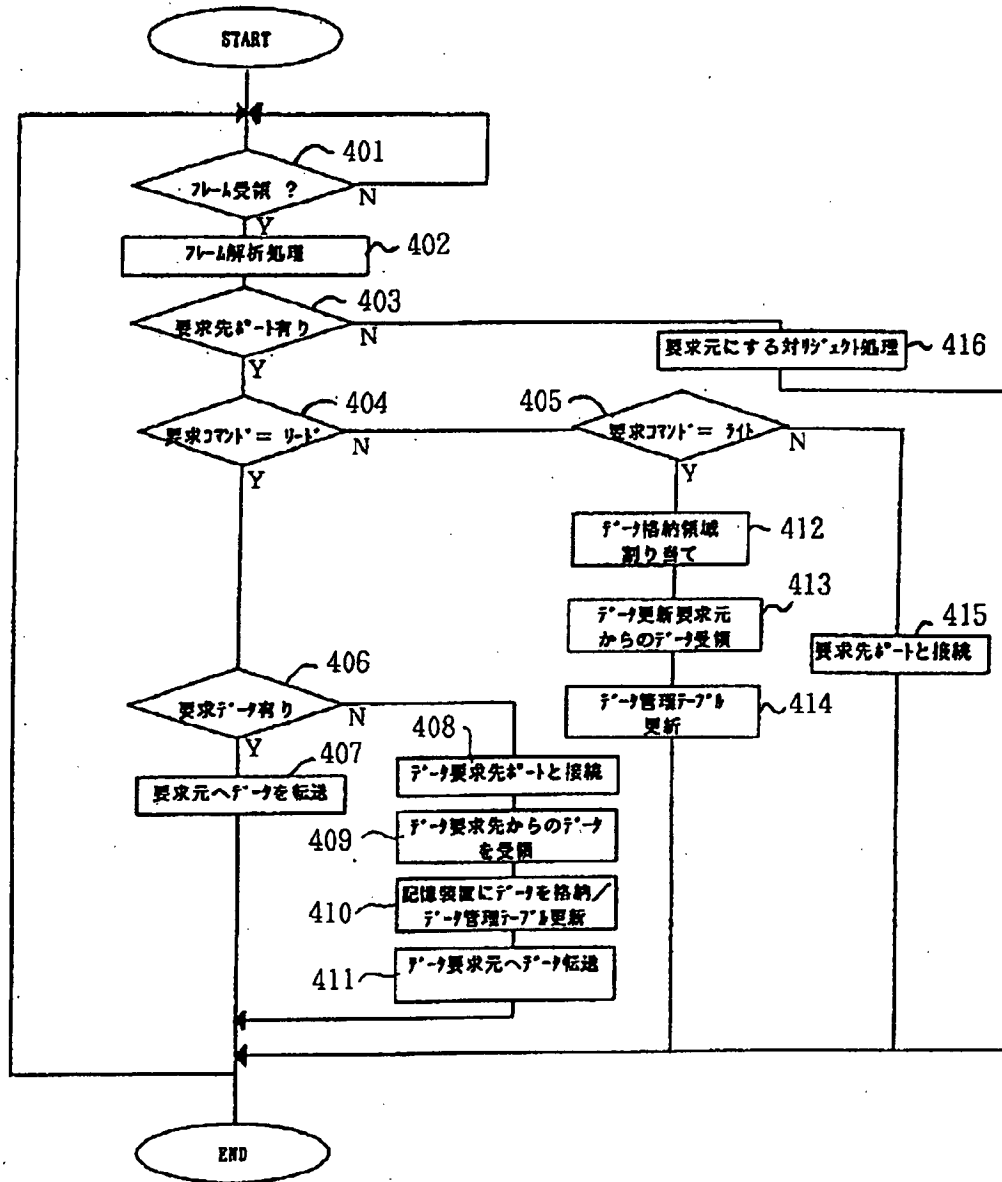 START
401
ﾌﾚｰﾑ受領 ?
N
Y
ﾌﾚｰﾑ解析処理
402
403
要求先ﾎﾟｰﾄ有り
N
Y
要求元にする対ﾘｼﾞｪｸﾄ処理
416
404
要求ｺﾏﾝﾄﾞ= ﾘｰﾄﾞ
N
Y
405
要求ｺﾏﾝﾄﾞ= ﾗｲﾄ
N
Y
ﾃﾞｰﾀ格納領域
割り当て
412
ﾃﾞｰﾀ更新要求元
からのﾃﾞｰﾀ受領
413
415
要求先ﾎﾟｰﾄと接続
ﾃﾞｰﾀ管理ﾃｰﾌﾞﾙ
更新
414
406
要求ﾃﾞｰﾀ有り
N
Y
407
要求元へﾃﾞｰﾀを転送
408
ﾃﾞｰﾀ要求先ﾎﾟｰﾄと接続
409
ﾃﾞｰﾀ要求先からのﾃﾞｰﾀ
を受領
410
記憶装置にﾃﾞｰﾀを格納/
ﾃﾞｰﾀ管理ﾃｰﾌﾞﾙ更新
411
ﾃﾞｰﾀ要求元へﾃﾞｰﾀ転送
END